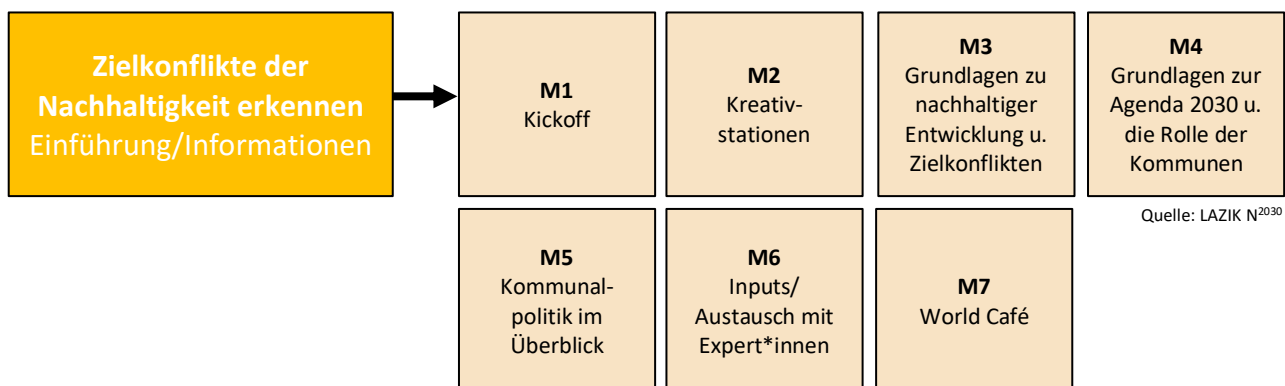 Zielkonflikte der
Nachhaltigkeit erkennen
Einführung/Informationen
M1
Kickoff
M2
Kreativ-
stationen
M3
Grundlagen zu
nachhaltiger
Entwicklung u.
Zielkonflikten
M4
Grundlagen zur
Agenda 2030 u.
die Rolle der
Kommunen
Quelle: LAZIK N²⁰³⁰
M5
Kommunal-
politik im
Überblick
M6
Inputs/
Austausch mit
Expert*innen
M7
World Café